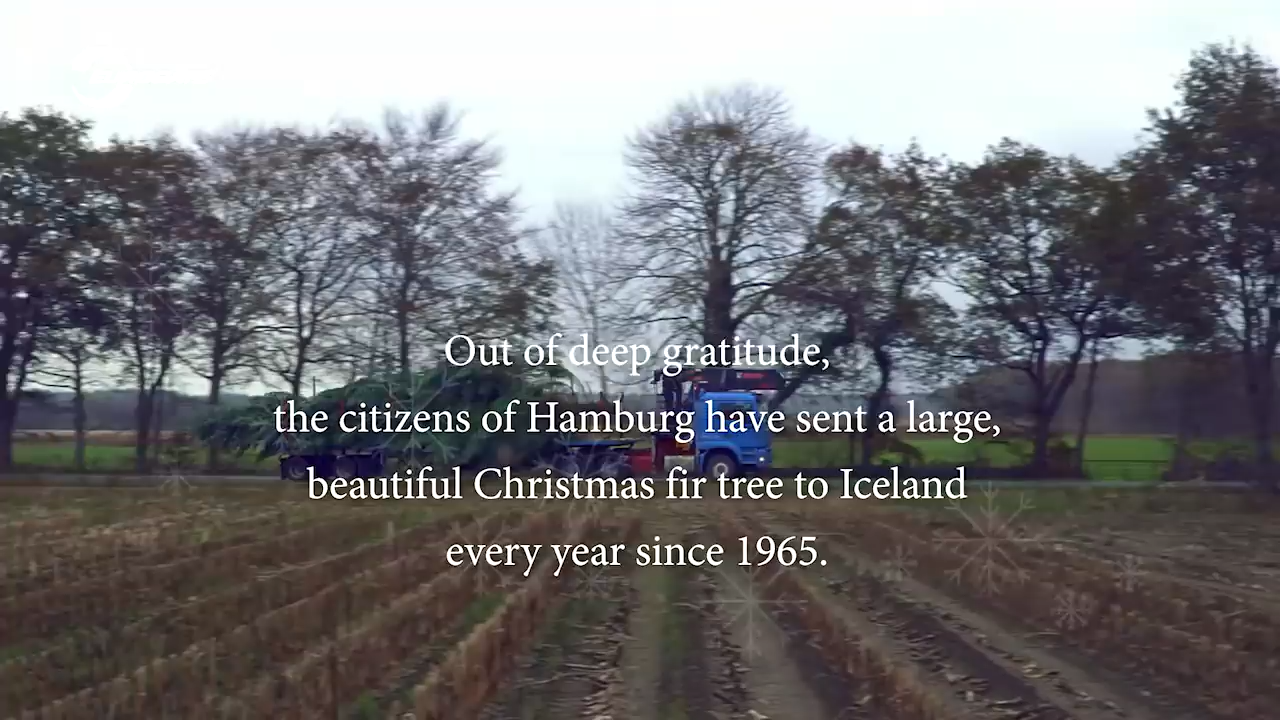 Out of deep gratitude,
the citizens of Hamburg have sent a large,
beautiful Christmas fir tree to Iceland
every year since 1965.